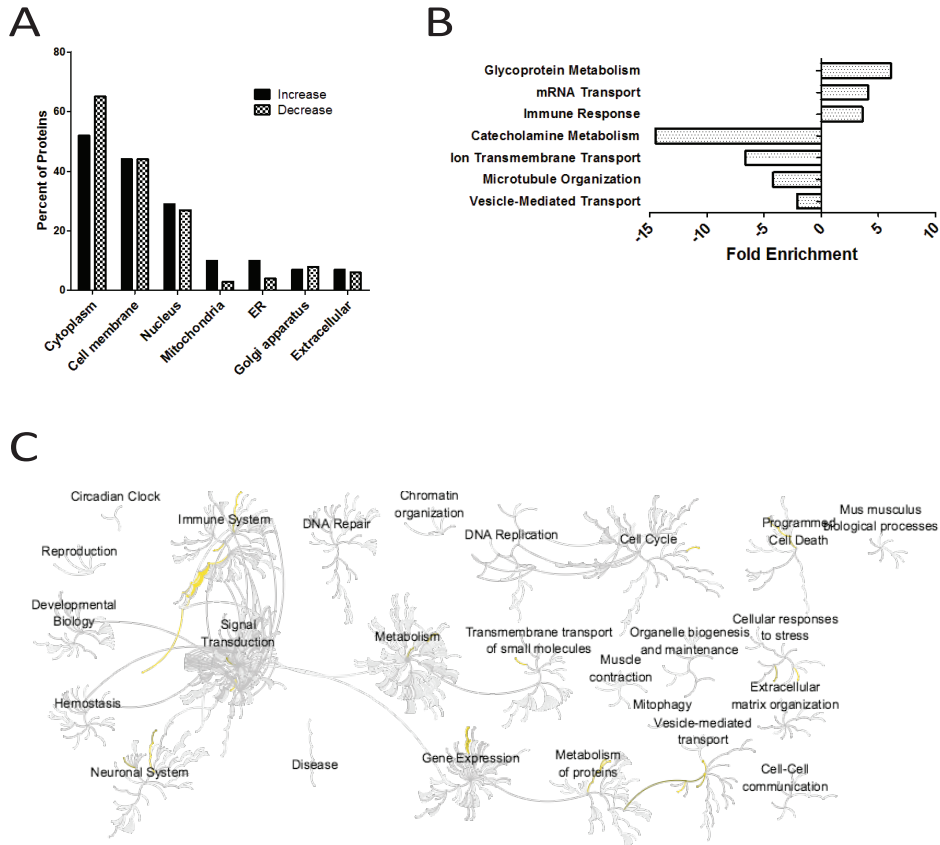 A
80
60
40
20
0
Percent of Proteins
Increase
Decrease
Cytoplasm
Cell membrane
Nucleus
Mitochondria
ER
Golgi apparatus
Extracellular
B
Glycoprotein Metabolism
mRNA Transport
Immune Response
Catecholamine Metabolism
Ion Transmembrane Transport
Microtubule Organization
Vesicle-Mediated Transport
-15
-10
-5
0
5
10
Fold Enrichment
C
Circadian Clock
Immune System
DNA Repair
Chromatin
organization
DNA Replication
Cell Cycle
Programmed
Cell Death
Mus musculus
biological processes
Reproduction
Developmental
Biology
Signal
Transduction
Metabolism
Transmembrane transport
of small molecules
Organelle biogenesis
and maintenance
Cellular responses
to stress
Muscle
contraction
Extracellular
matrix organization
Hemostasis
Mitophagy
Veside-mediated
transport
Neuronal System
Disease
Gene Expression
Metabolism
of proteins
Cell-Cell
communication